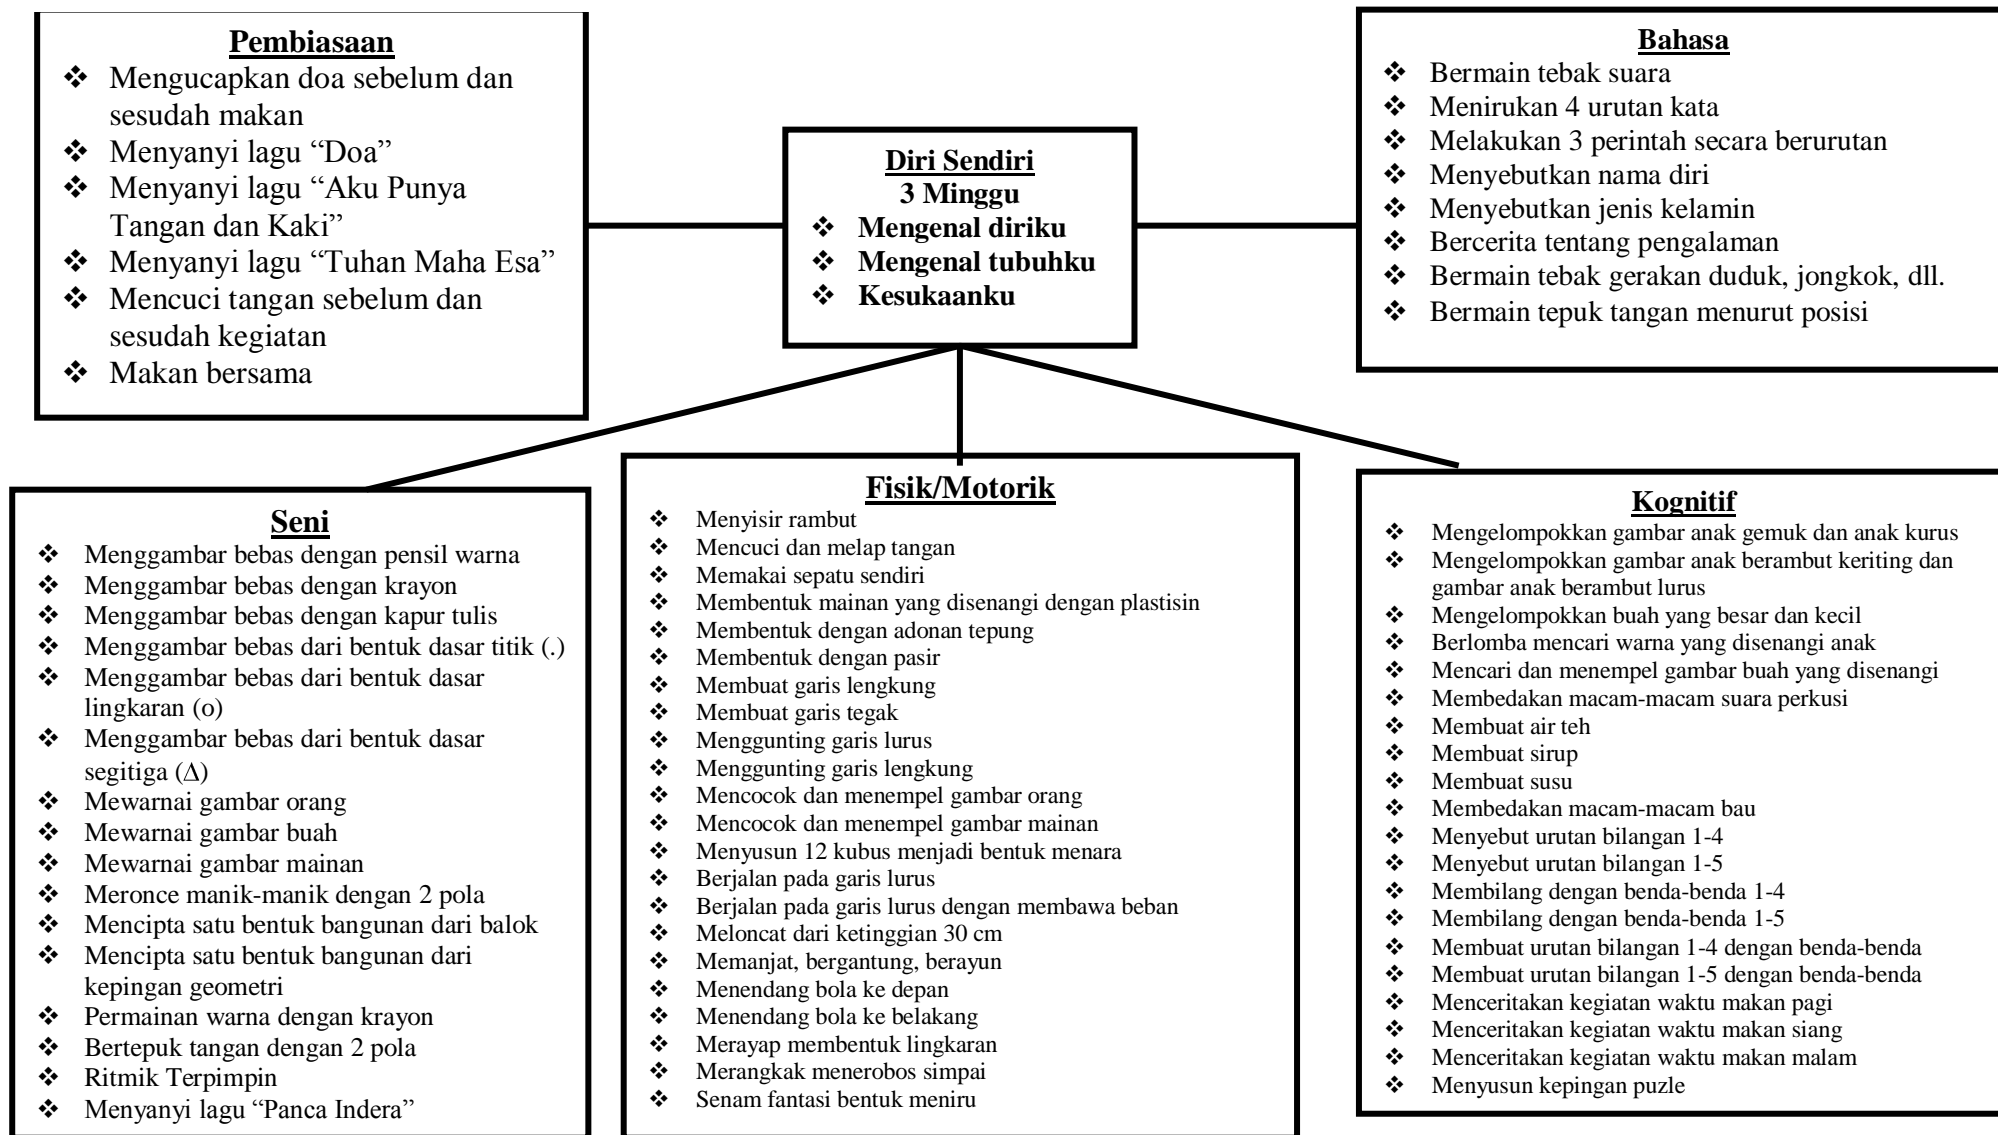 Pembiasaan
❖ Mengucapkan doa sebelum dan
sesudah makan
❖ Menyanyi lagu “Doa”
❖ Menyanyi lagu “Aku Punya
Tangan dan Kaki”
❖ Menyanyi lagu “Tuhan Maha Esa”
❖ Mencuci tangan sebelum dan
sesudah kegiatan
❖ Makan bersama
Diri Sendiri
3 Minggu
❖ Mengenal diriku
❖ Mengenal tubuhku
❖ Kesukaanku
Bahasa
❖ Bermain tebak suara
❖ Menirukan 4 urutan kata
❖ Melakukan 3 perintah secara berurutan
❖ Menyebutkan nama diri
❖ Menyebutkan jenis kelamin
❖ Bercerita tentang pengalaman
❖ Bermain tebak gerakan duduk, jongkok, dll.
❖ Bermain tepuk tangan menurut posisi
Seni
❖ Menggambar bebas dengan pensil warna
❖ Menggambar bebas dengan krayon
❖ Menggambar bebas dengan kapur tulis
❖ Menggambar bebas dari bentuk dasar titik (.)
❖ Menggambar bebas dari bentuk dasar
lingkaran (o)
❖ Menggambar bebas dari bentuk dasar
segitiga (∆)
❖ Mewarnai gambar orang
❖ Mewarnai gambar buah
❖ Mewarnai gambar mainan
❖ Meronce manik-manik dengan 2 pola
❖ Mencipta satu bentuk bangunan dari balok
❖ Mencipta satu bentuk bangunan dari
kepingan geometri
❖ Permainan warna dengan krayon
❖ Bertepuk tangan dengan 2 pola
❖ Ritmik Terpimpin
❖ Menyanyi lagu “Panca Indera”
Fisik/Motorik
❖ Menyisir rambut
❖ Mencuci dan melap tangan
❖ Memakai sepatu sendiri
❖ Membentuk mainan yang disenangi dengan plastisin
❖ Membentuk dengan adonan tepung
❖ Membentuk dengan pasir
❖ Membuat garis lengkung
❖ Membuat garis tegak
❖ Menggunting garis lurus
❖ Menggunting garis lengkung
❖ Mencocok dan menempel gambar orang
❖ Mencocok dan menempel gambar mainan
❖ Menyusun 12 kubus menjadi bentuk menara
❖ Berjalan pada garis lurus
❖ Berjalan pada garis lurus dengan membawa beban
❖ Meloncat dari ketinggian 30 cm
❖ Memanjat, bergantung, berayun
❖ Menendang bola ke depan
❖ Menendang bola ke belakang
❖ Merayap membentuk lingkaran
❖ Merangkak menerobos simpai
❖ Senam fantasi bentuk meniru
Kognitif
❖ Mengelompokkan gambar anak gemuk dan anak kurus
❖ Mengelompokkan gambar anak berambut keriting dan
gambar anak berambut lurus
❖ Mengelompokkan buah yang besar dan kecil
❖ Berlomba mencari warna yang disenangi anak
❖ Mencari dan menempel gambar buah yang disenangi
❖ Membedakan macam-macam suara perkusi
❖ Membuat air teh
❖ Membuat sirup
❖ Membuat susu
❖ Membedakan macam-macam bau
❖ Menyebut urutan bilangan 1-4
❖ Menyebut urutan bilangan 1-5
❖ Membilang dengan benda-benda 1-4
❖ Membilang dengan benda-benda 1-5
❖ Membuat urutan bilangan 1-4 dengan benda-benda
❖ Membuat urutan bilangan 1-5 dengan benda-benda
❖ Menceritakan kegiatan waktu makan pagi
❖ Menceritakan kegiatan waktu makan siang
❖ Menceritakan kegiatan waktu makan malam
❖ Menyusun kepingan puzle